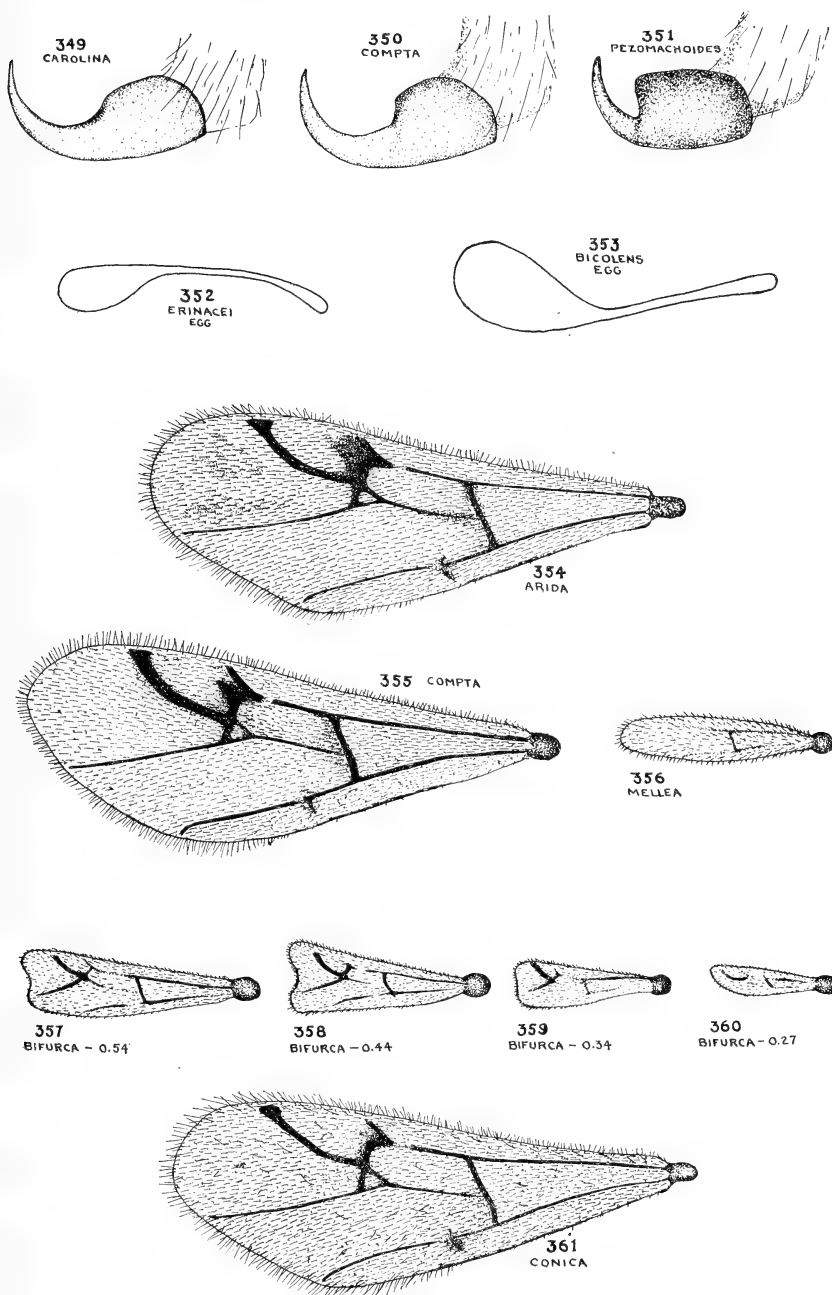 349
CAROLINA
350
COMPTA
351
PEZOMACHOIDES
352
ERINACEI
EGG
353
BICOLENS
EGG
354
ARIDA
355 COMPTA
356
MELLEA
357
BIFURCA - 0.54
358
BIFURCA - 0.44
359
BIFURCA - 0.34
360
BIFURCA - 0.27
361
CONICA